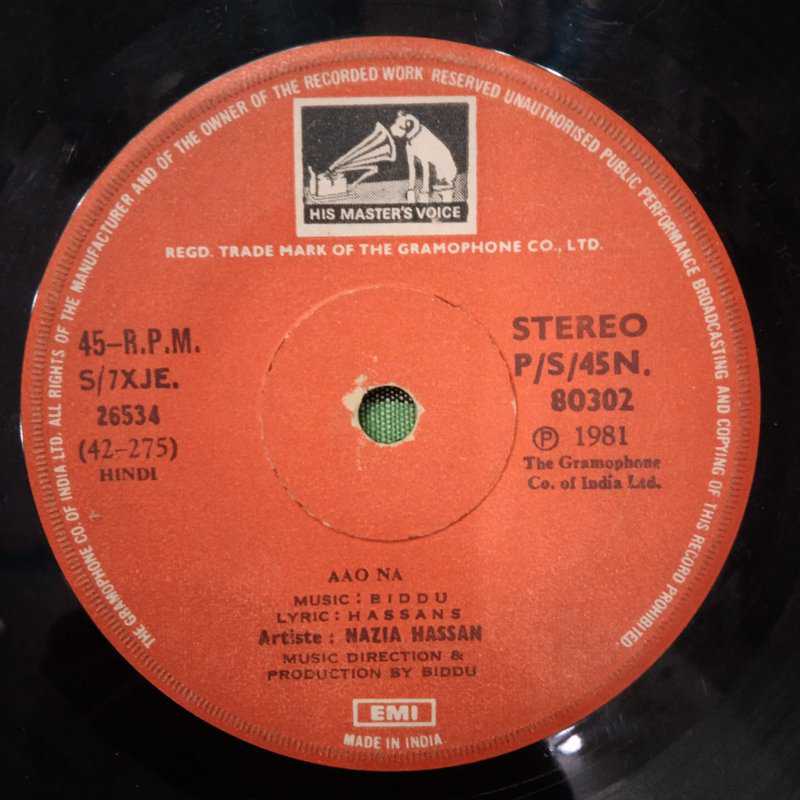 THE GRAMOPHONE CO. OF INDIA LTD. ALL RIGHTS OF THE MANUFACTURER AND OF THE OWNER OF THE RECORDED WORK RESERVED UNAUTHORISED PUBLIC PERFORMANCE BROADCASTING AND COPYING OF THIS RECORD PROHIBITED
HIS MASTER'S VOICE
REGD. TRADE MARK OF THE GRAMOPHONE CO., LTD.
45-R.P.M.
S/7XJE.
26534
(42-275)
HINDI
STEREO
P/S/45N.
80302
Ⓟ 1981
The Gramophone
Co. of India Ltd.
AAO NA
MUSIC : BIDDU
LYRIC : HASSANS
Artiste : NAZIA HASSAN
MUSIC DIRECTION &
PRODUCTION BY BIDDU
EMI
MADE IN INDIA